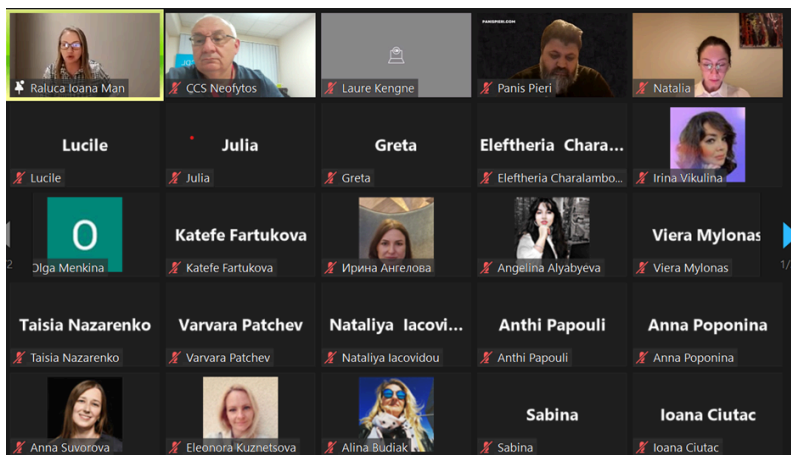 PANISPIERI.COM
Raluca Ioana Man
CCS Neofytos
Laure Kengne
Panis Pieri
Natalia
Lucile
Julia
Greta
Eleftheria Chara...
Lucile
Julia
Greta
Eleftheria Charalambo...
Irina Vikulina
O
Katefe Fartukova
Viera Mylonas
Olga Menkina
Katefe Fartukova
Ирина Ангелова
Angelina Alyabyeva
Viera Mylonas
Taisia Nazarenko
Varvara Patchev
Nataliya Iacovi...
Anthi Papouli
Anna Poponina
Taisia Nazarenko
Varvara Patchev
Nataliya Iacovidou
Anthi Papouli
Anna Poponina
Sabina
Ioana Ciutac
Anna Suvorova
Eleonora Kuznetsova
Alina Budiak
Sabina
Ioana Ciutac